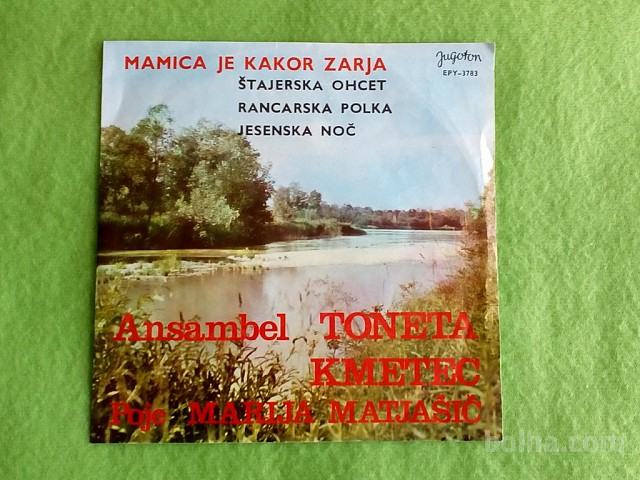 MAMICA JE KAKOR ZARJA
Jugoton
EPY-3783
ŠTAJERSKA OHCET
RANCARSKA POLKA
JESENSKA NOČ
Ansambel TONETA
KMETEC
Poje MARIJA MATJAŠIČ
bolha.com